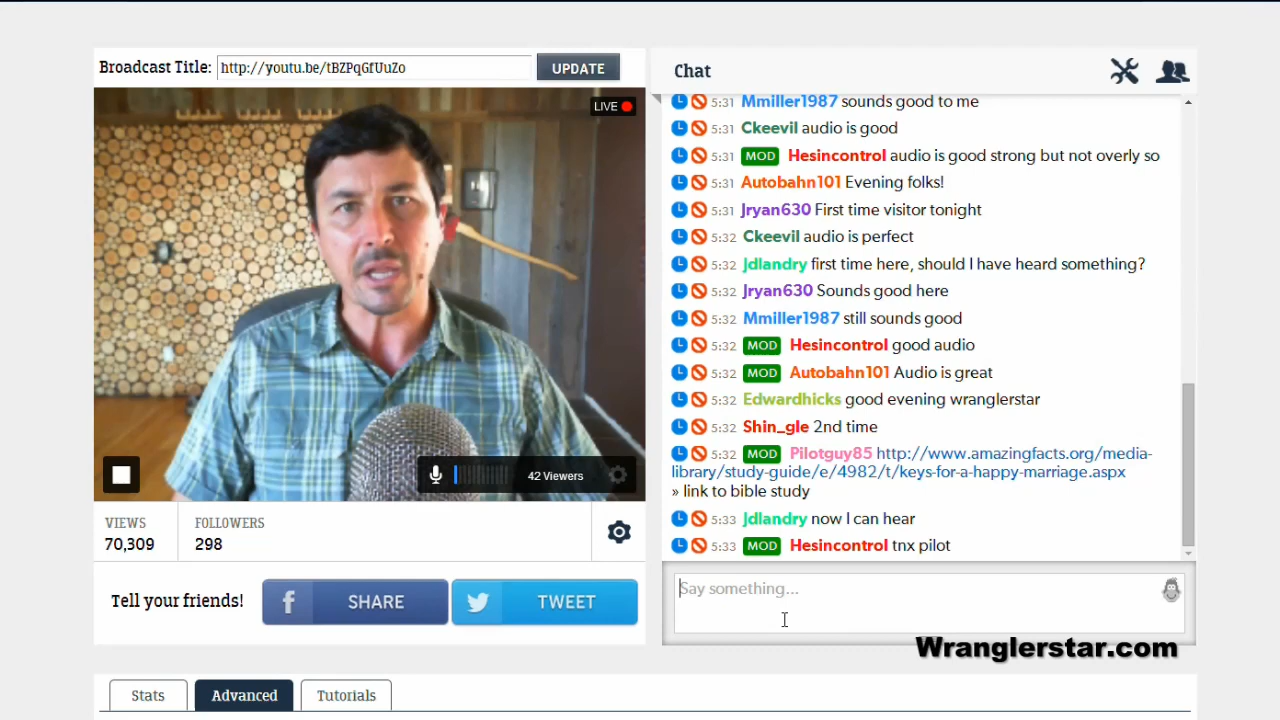 Broadcast Title: http://youtu.be/tBZPqGfUuZo UPDATE
LIVE
42 Viewers
VIEWS FOLLOWERS
70,309 298
Tell your friends! SHARE TWEET
Stats Advanced Tutorials
Chat
5:31 Mmiller1987 sounds good to me
5:31 Ckeevil audio is good
5:31 MOD Hesincontrol audio is good strong but not overly so
5:31 Autobahn101 Evening folks!
5:31 Jryan630 First time visitor tonight
5:32 Ckeevil audio is perfect
5:32 Jdlandry first time here, should I have heard something?
5:32 Jryan630 Sounds good here
5:32 Mmiller1987 still sounds good
5:32 MOD Hesincontrol good audio
5:32 MOD Autobahn101 Audio is great
5:32 Edwardhicks good evening wranglerstar
5:32 Shin_gle 2nd time
5:32 MOD Pilotguy85 http://www.amazingfacts.org/media-
library/study-guide/e/4982/t/keys-for-a-happy-marriage.aspx
» link to bible study
5:33 Jdlandry now I can hear
5:33 MOD Hesincontrol tnx pilot
Say something...
Wranglerstar.com